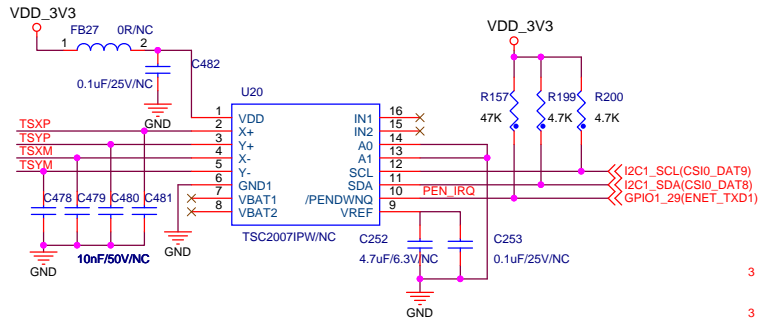 VDD_3V3
FB27 0R/NC
1 2
C482
0.1uF/25V/NC
GND
U20
TSXP
TSYP
TSXM
TSYM
1 VDD
2 X+
3 Y+
4 X-
5 Y-
6 GND1
7 VBAT1
8 VBAT2
IN1 16
IN2 15
A0 14
A1 13
SCL 12
SDA 11
/PENDWNQ 10
VREF 9
TSC2007IPW/NC
C478 C479 C480 C481
10nF/50V/NC
GND
GND
VDD_3V3
R157
47K
R199
4.7K
R200
4.7K
I2C1_SCL(CSI0_DAT9)
I2C1_SDA(CSI0_DAT8)
PEN_IRQ
GPIO1_29(ENET_TXD1)
C252
4.7uF/6.3V/NC
C253
0.1uF/25V/NC
GND
3
3